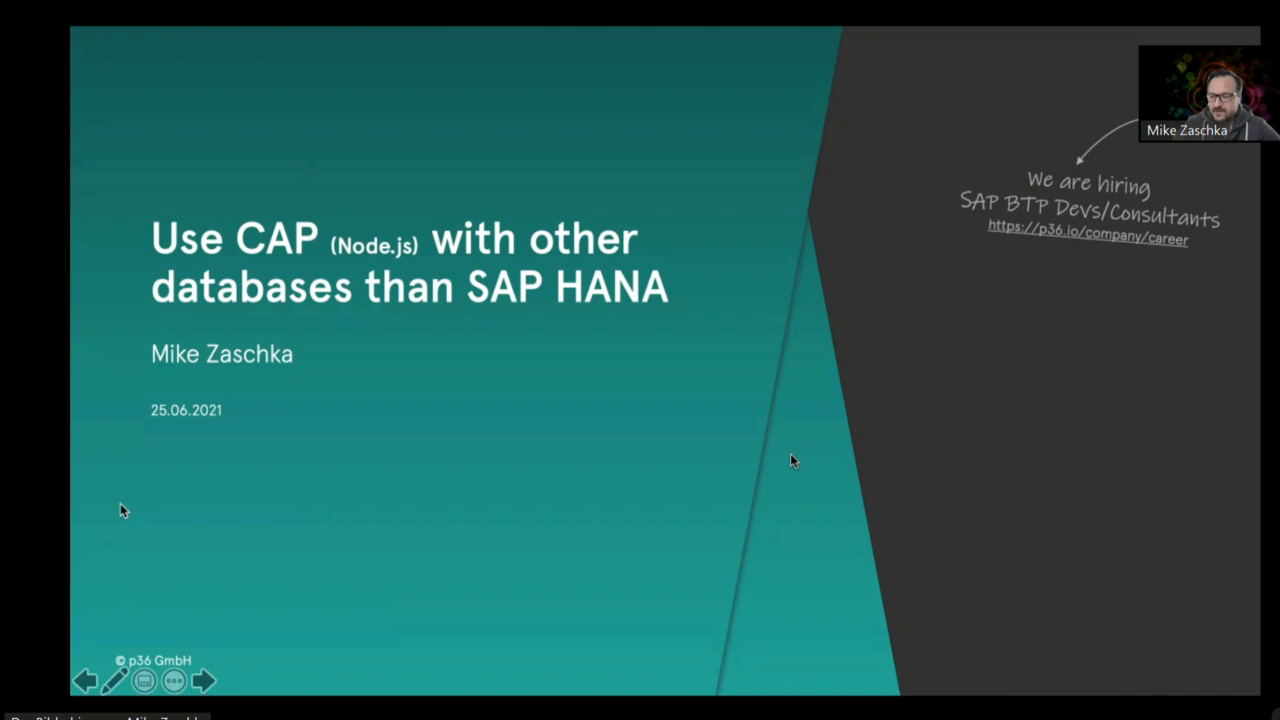 Use CAP (Node.js) with other
databases than SAP HANA
Mike Zaschka
25.06.2021
© p36 GmbH
Mike Zaschka
We are hiring
SAP BTP Devs/Consultants
https://p36.io/company/career